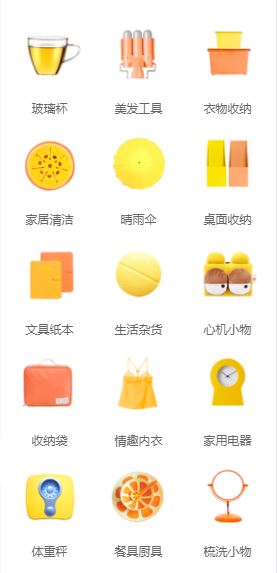 玻璃杯
美发工具
衣物收纳
家居清洁
晴雨伞
桌面收纳
文具纸本
生活杂货
心机小物
收纳袋
情趣内衣
家用电器
体重秤
餐具厨具
梳洗小物